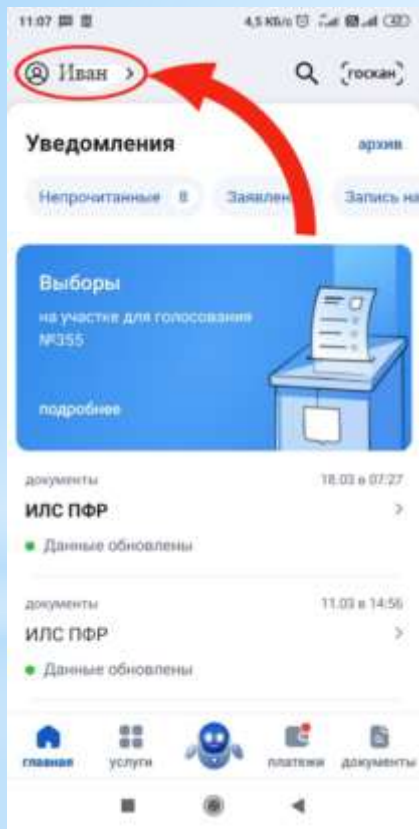 11:07
4,5 КБ/с
Иван >
госкан
Уведомления
архив
Непрочитанные 8
Заявлен
Запись на
Выборы
на участке для голосования
№355
подробнее
документы
18.03 в 07:27
ИЛС ПФР
Данные обновлены
документы
11.03 в 14:56
ИЛС ПФР
Данные обновлены
главная
услуги
платежи
документы